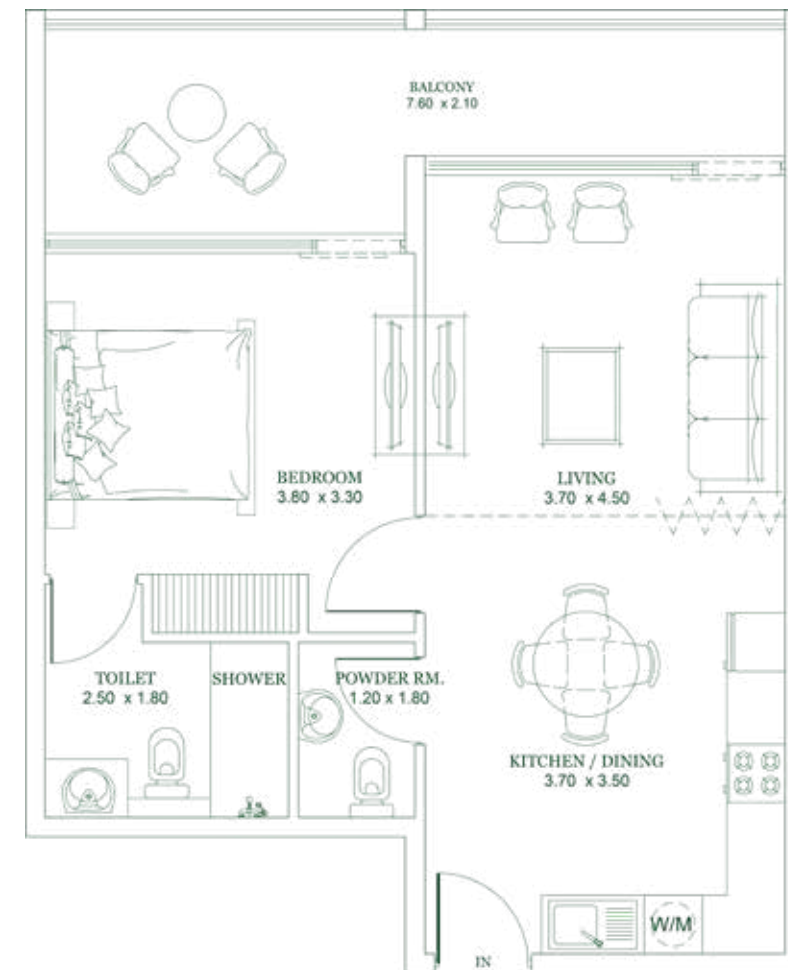 BALCONY
7.60 x 2.10
BEDROOM
3.80 x 3.30
LIVING
3.70 x 4.50
TOILET
2.50 x 1.80
SHOWER
POWDER RM.
1.20 x 1.80
KITCHEN / DINING
3.70 x 3.50
W/M
IN